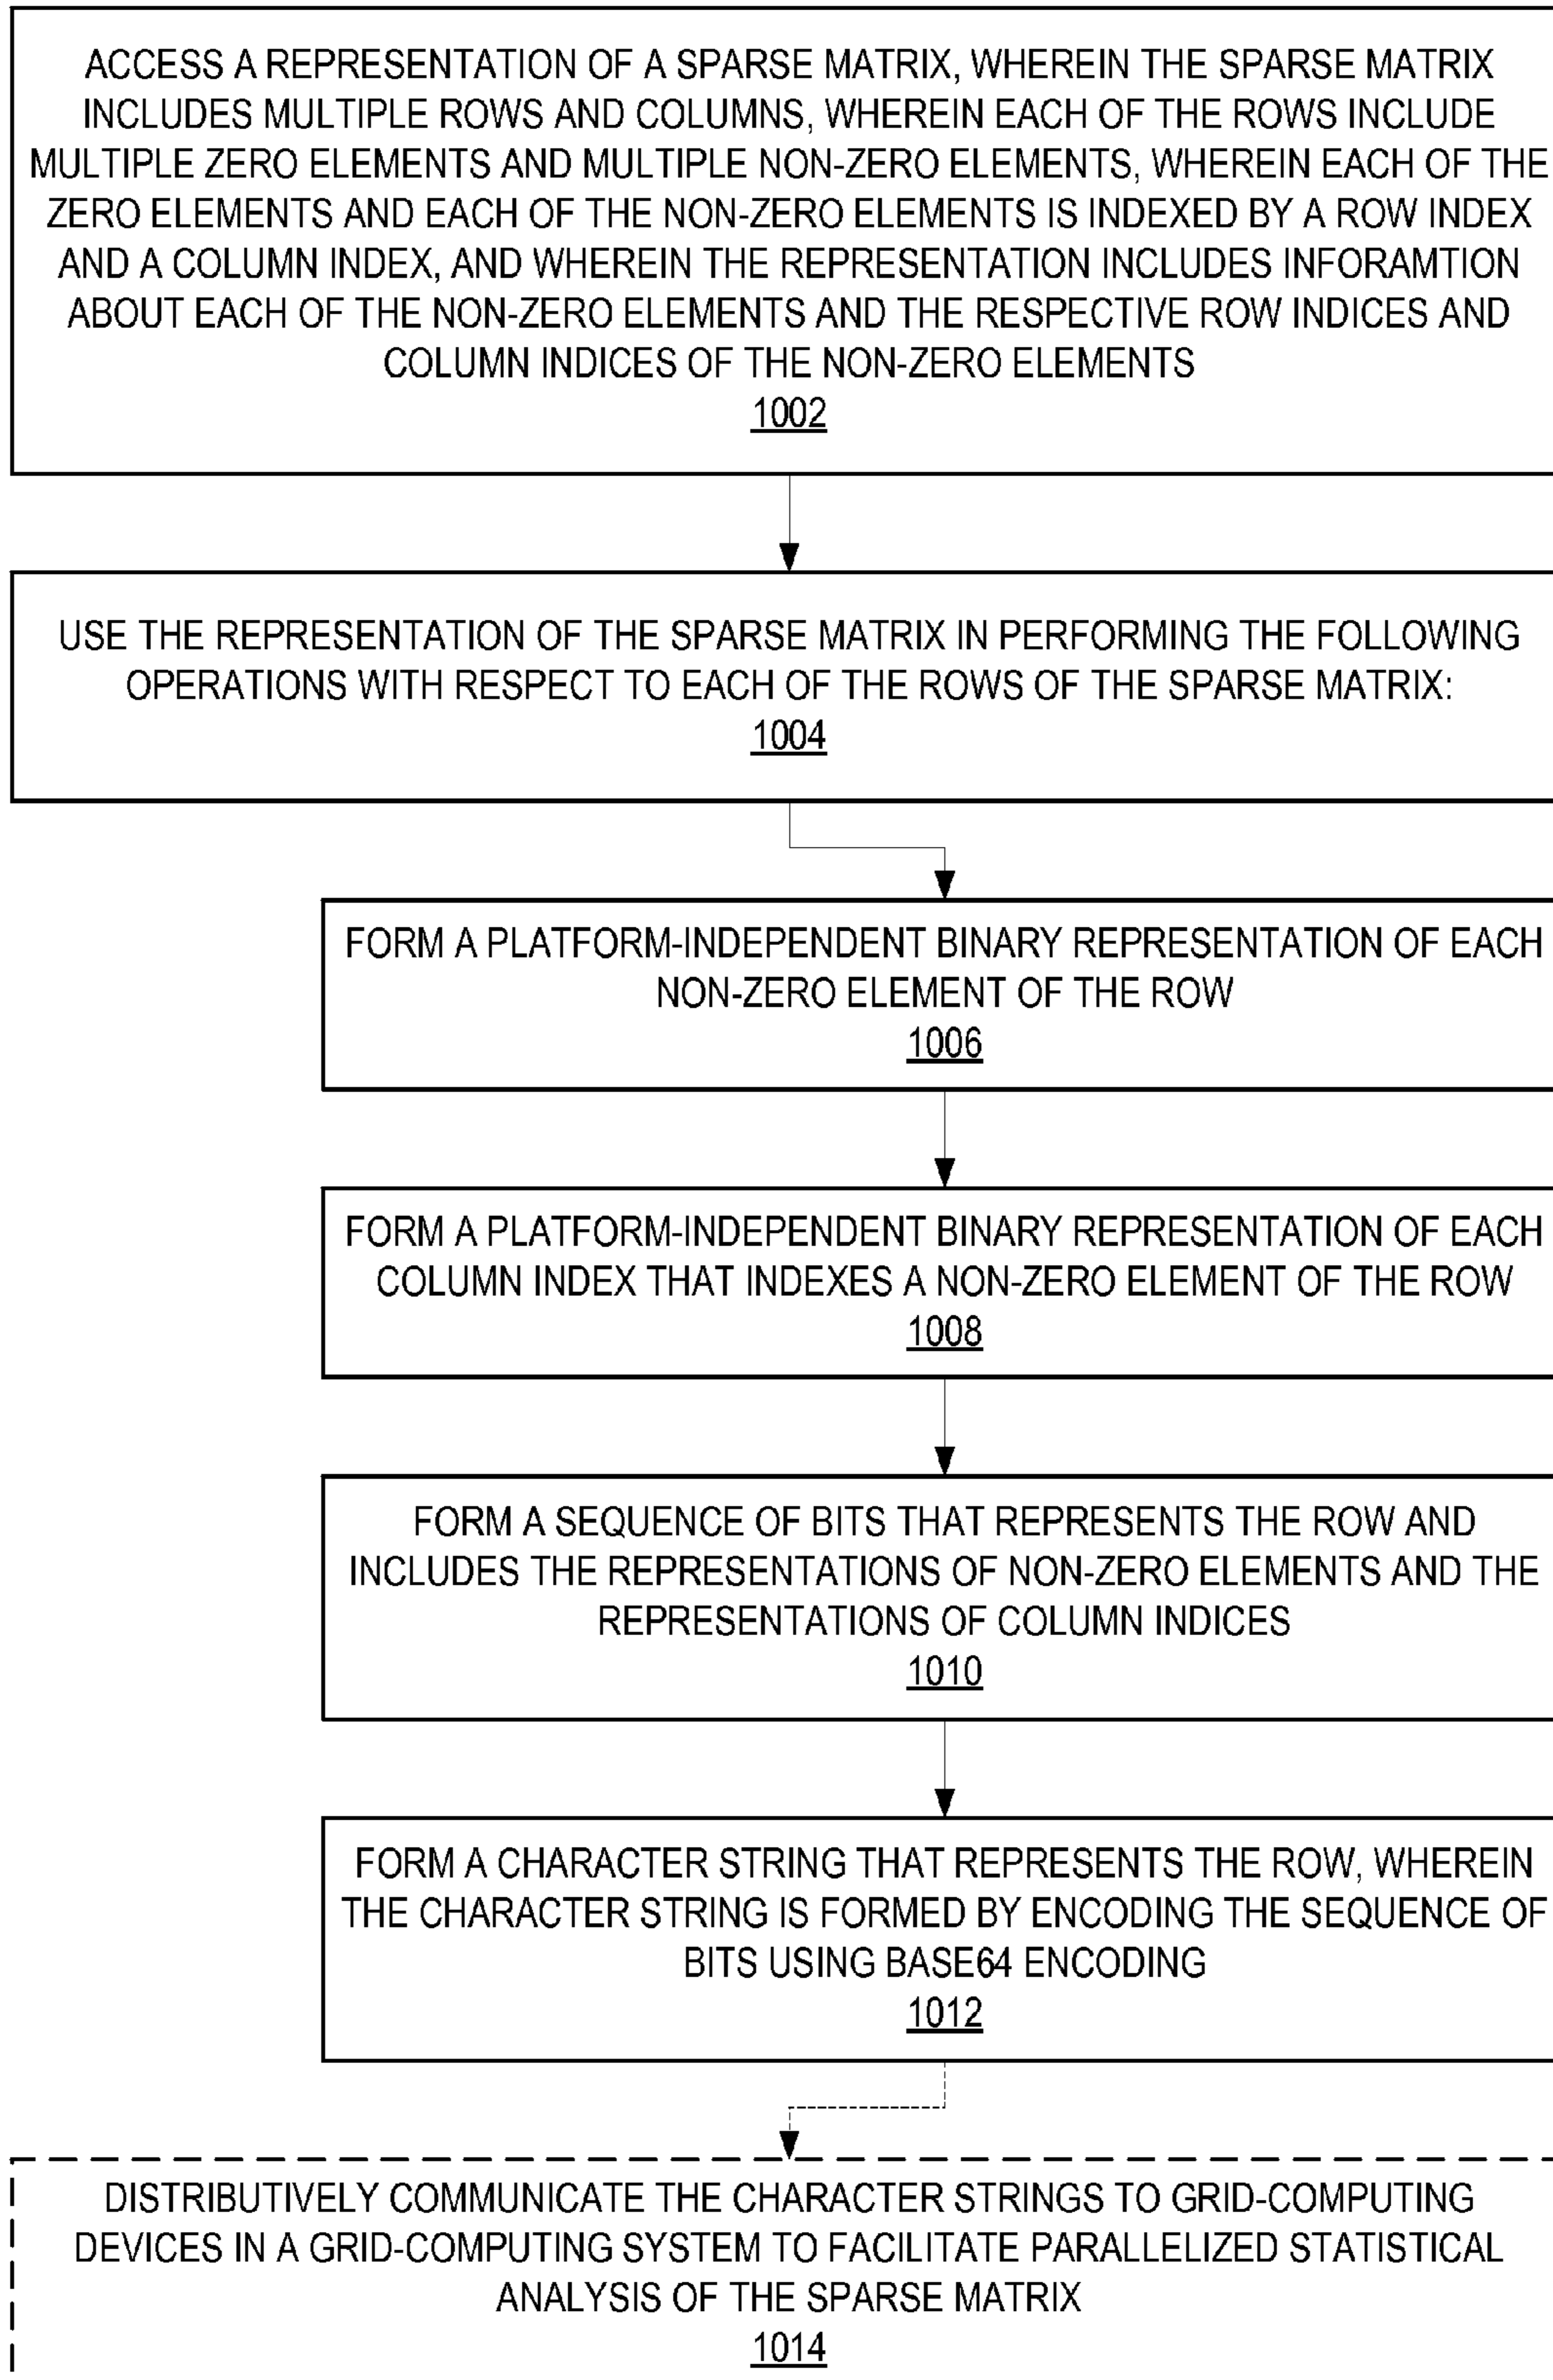 ACCESS A REPRESENTATION OF A SPARSE MATRIX, WHEREIN THE SPARSE MATRIX
INCLUDES MULTIPLE ROWS AND COLUMNS, WHEREIN EACH OF THE ROWS INCLUDE
MULTIPLE ZERO ELEMENTS AND MULTIPLE NON-ZERO ELEMENTS, WHEREIN EACH OF THE
ZERO ELEMENTS AND EACH OF THE NON-ZERO ELEMENTS IS INDEXED BY A ROW INDEX
AND A COLUMN INDEX, AND WHEREIN THE REPRESENTATION INCLUDES INFORAMTION
ABOUT EACH OF THE NON-ZERO ELEMENTS AND THE RESPECTIVE ROW INDICES AND
COLUMN INDICES OF THE NON-ZERO ELEMENTS
1002
USE THE REPRESENTATION OF THE SPARSE MATRIX IN PERFORMING THE FOLLOWING
OPERATIONS WITH RESPECT TO EACH OF THE ROWS OF THE SPARSE MATRIX:
1004
FORM A PLATFORM-INDEPENDENT BINARY REPRESENTATION OF EACH
NON-ZERO ELEMENT OF THE ROW
1006
FORM A PLATFORM-INDEPENDENT BINARY REPRESENTATION OF EACH
COLUMN INDEX THAT INDEXES A NON-ZERO ELEMENT OF THE ROW
1008
FORM A SEQUENCE OF BITS THAT REPRESENTS THE ROW AND
INCLUDES THE REPRESENTATIONS OF NON-ZERO ELEMENTS AND THE
REPRESENTATIONS OF COLUMN INDICES
1010
FORM A CHARACTER STRING THAT REPRESENTS THE ROW, WHEREIN
THE CHARACTER STRING IS FORMED BY ENCODING THE SEQUENCE OF
BITS USING BASE64 ENCODING
1012
DISTRIBUTIVELY COMMUNICATE THE CHARACTER STRINGS TO GRID-COMPUTING
DEVICES IN A GRID-COMPUTING SYSTEM TO FACILITATE PARALLELIZED STATISTICAL
ANALYSIS OF THE SPARSE MATRIX
1014